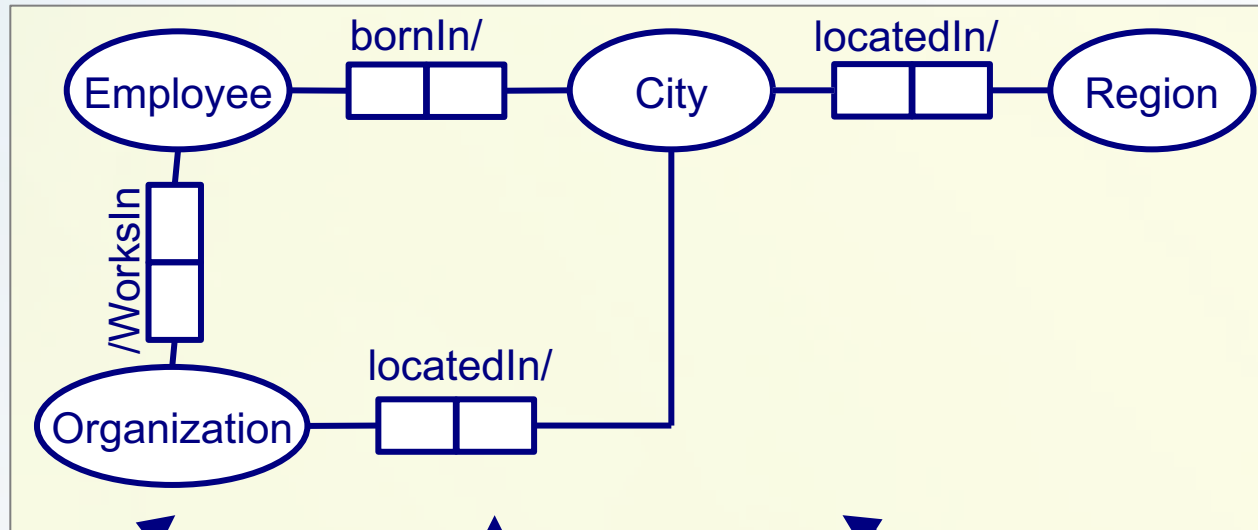 bornIn/
locatedIn/
Employee
City
Region
/WorksIn
locatedIn/
Organization